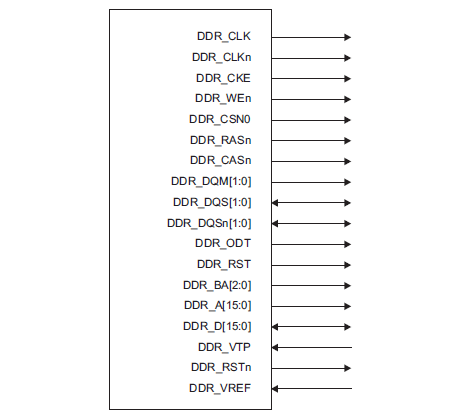 DDR_CLK
DDR_CLKn
DDR_CKE
DDR_WEn
DDR_CSN0
DDR_RASn
DDR_CASn
DDR_DQM[1:0]
DDR_DQS[1:0]
DDR_DQSn[1:0]
DDR_ODT
DDR_RST
DDR_BA[2:0]
DDR_A[15:0]
DDR_D[15:0]
DDR_VTP
DDR_RSTn
DDR_VREF